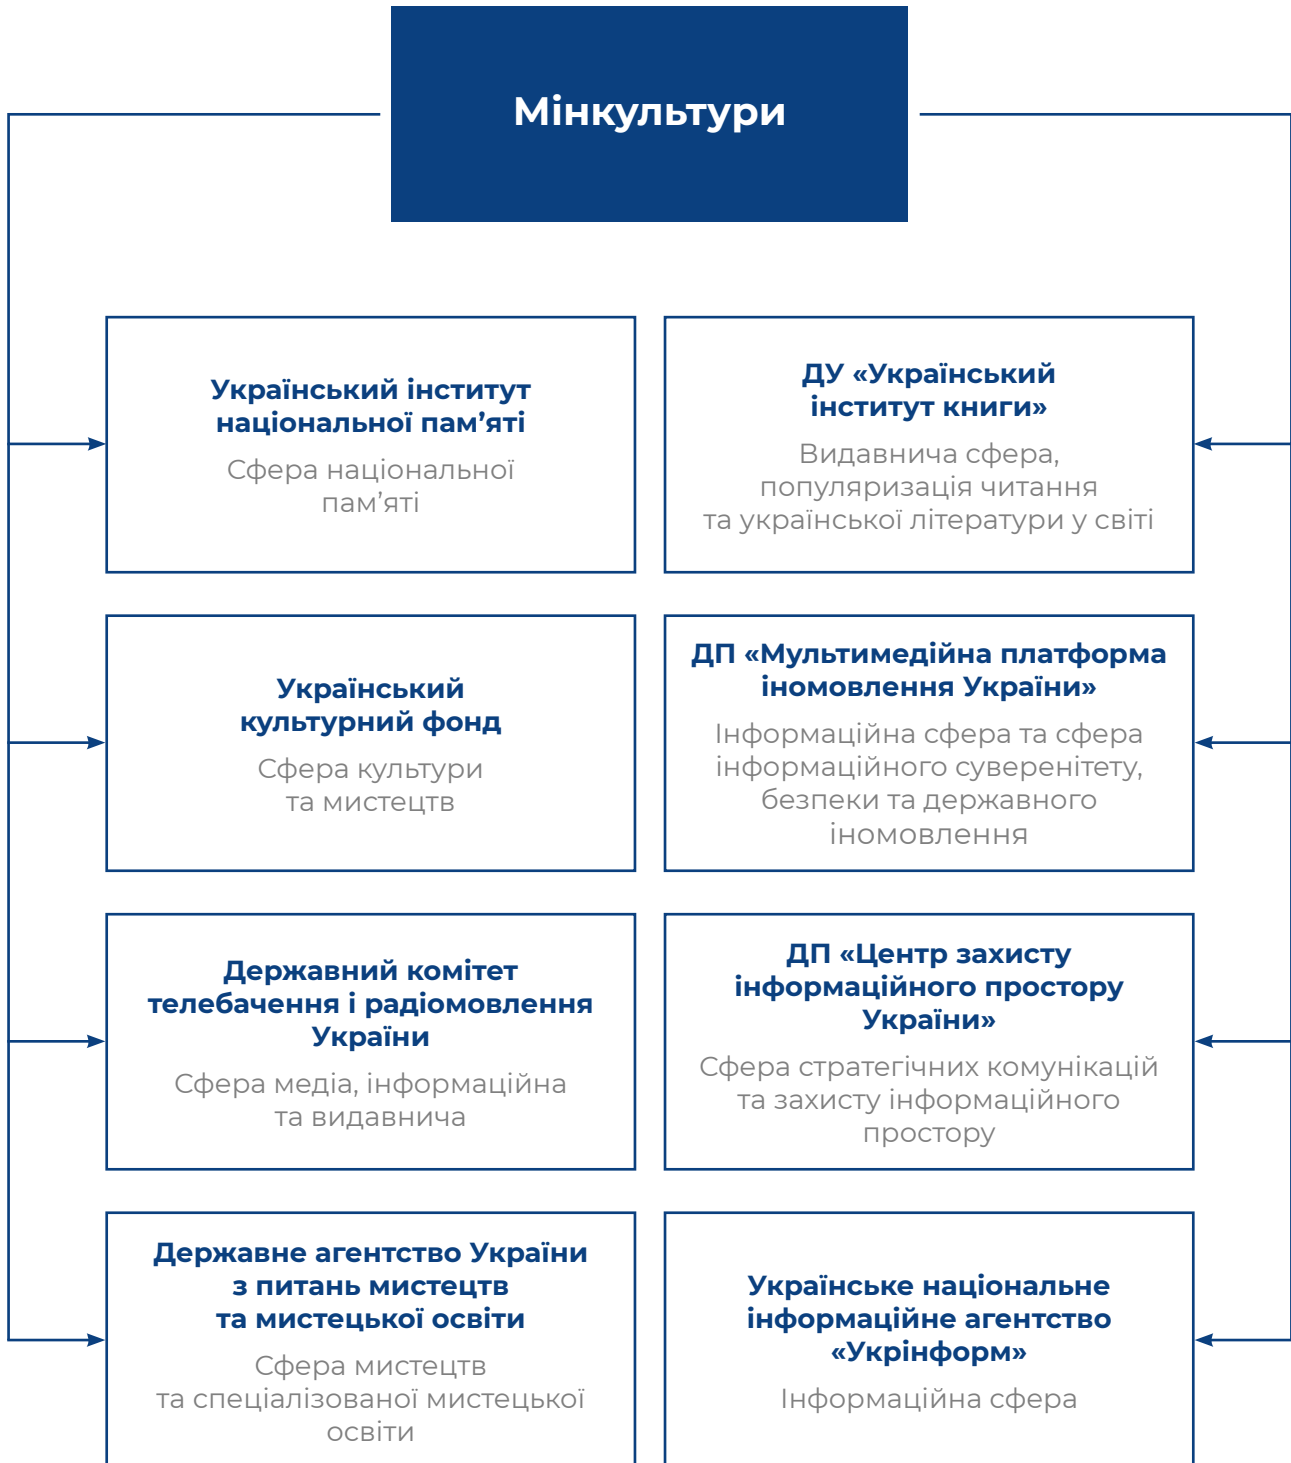 Мінкультури
Український інститут
національної пам’яті
Сфера національної
пам’яті
ДУ «Український
інститут книги»
Видавнича сфера,
популяризація читання
та української літератури у світі
Український
культурний фонд
Сфера культури
та мистецтв
ДП «Мультимедійна платформа
іномовлення України»
Інформаційна сфера та сфера
інформаційного суверенітету,
безпеки та державного
іномовлення
Державний комітет
телебачення і радіомовлення
України
Сфера медіа, інформаційна
та видавнича
ДП «Центр захисту
інформаційного простору
України»
Сфера стратегічних комунікацій
та захисту інформаційного
простору
Державне агентство України
з питань мистецтв
та мистецької освіти
Сфера мистецтв
та спеціалізованої мистецької
освіти
Українське національне
інформаційне агентство
«Укрінформ»
Інформаційна сфера